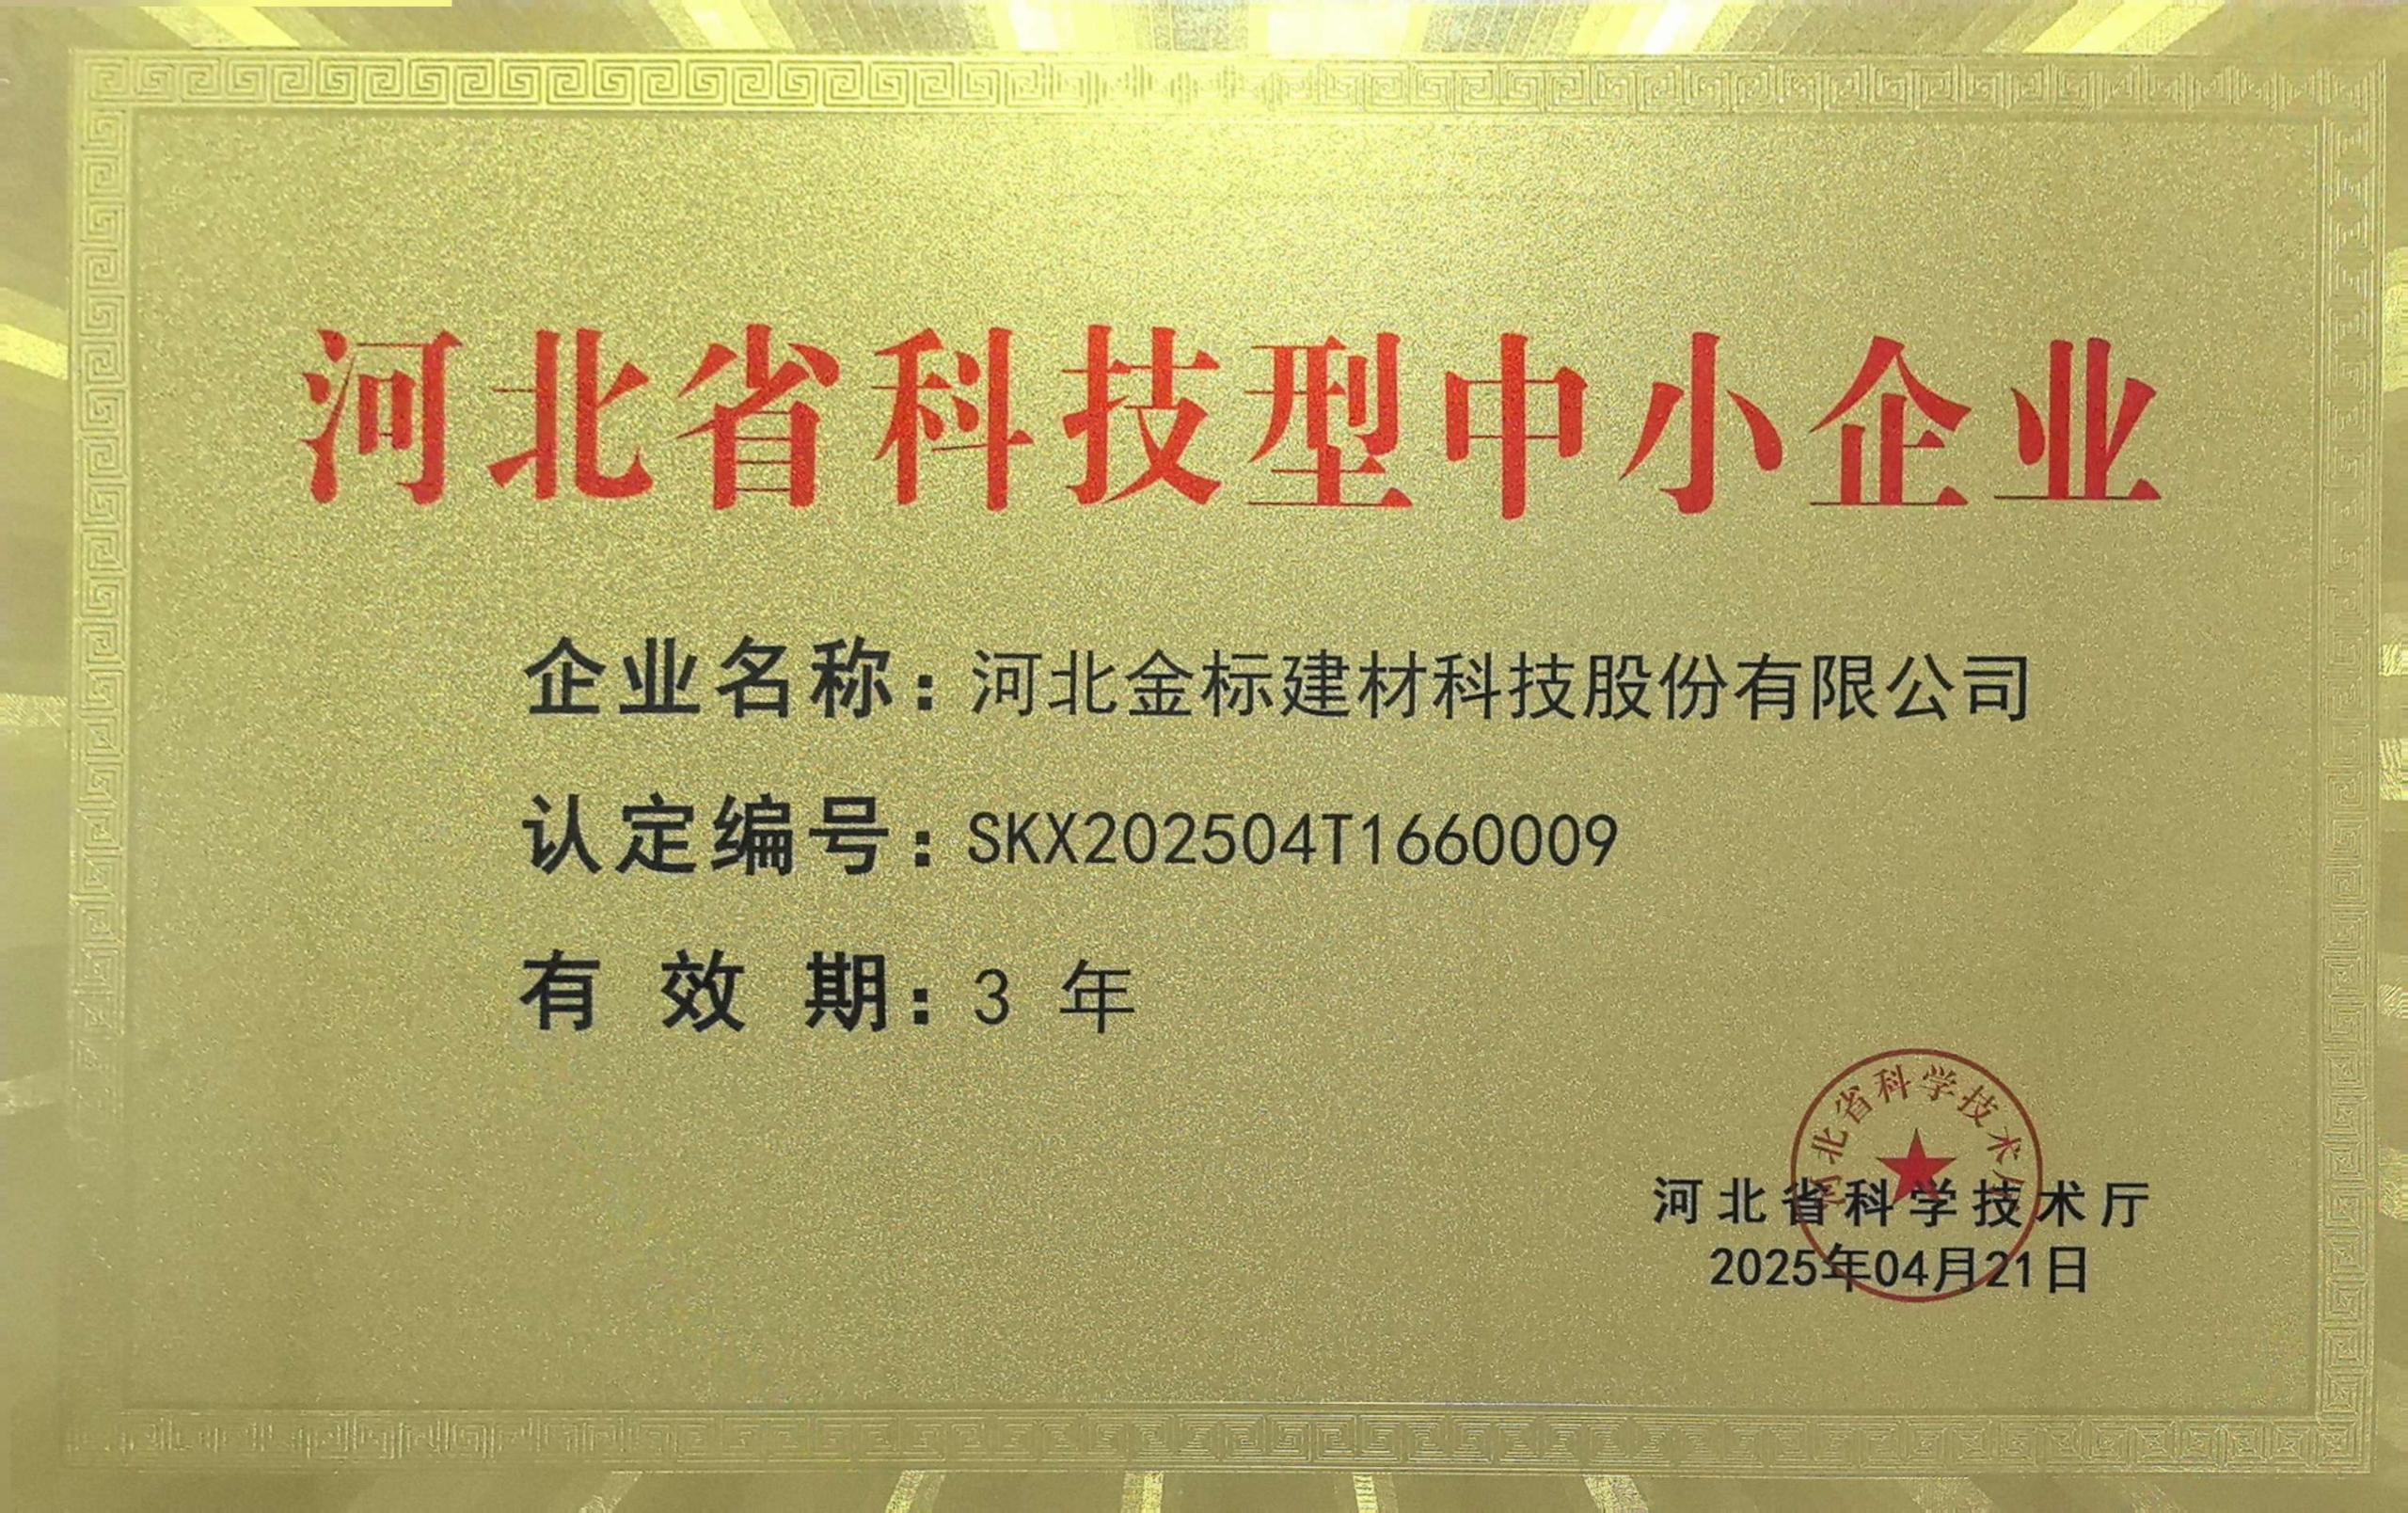 河北省科技型中小企业
企业名称：河北金标建材科技股份有限公司
认定编号：SKX202504T1660009
有效期：3 年
河北省科学技术厅
河北省科学技术厅
2025年04月21日